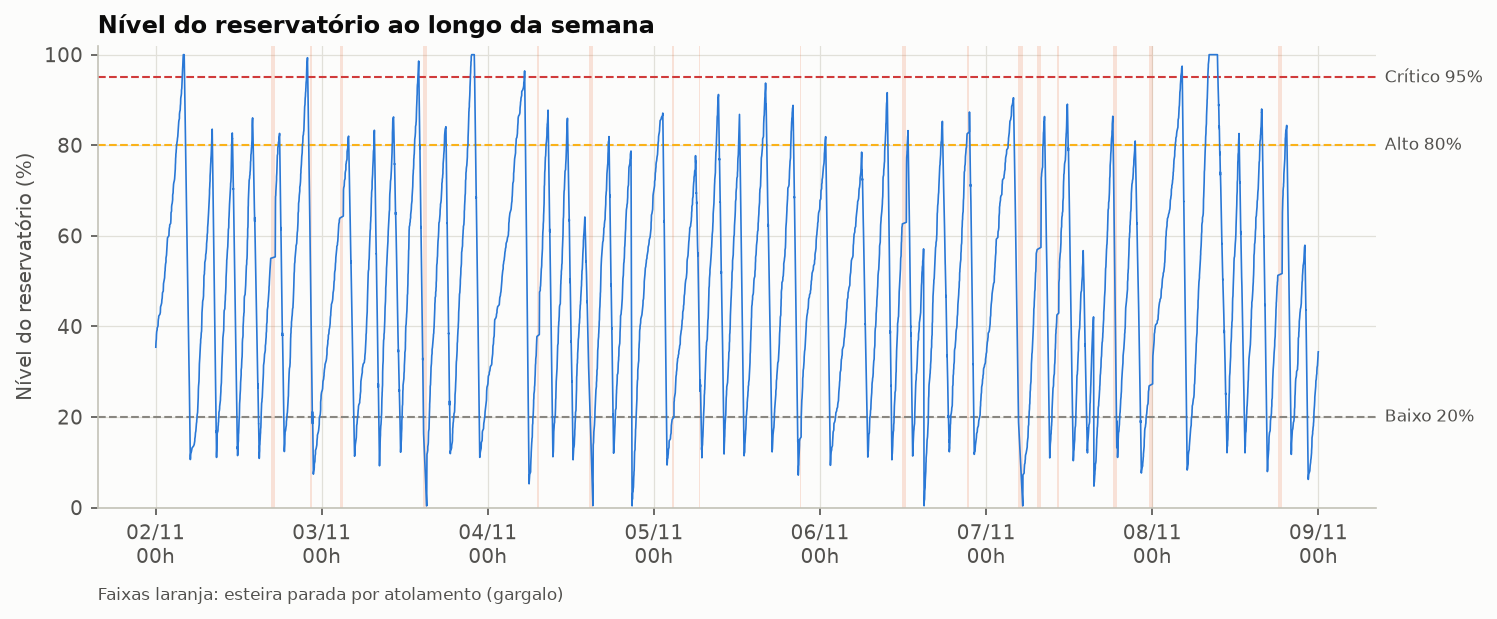 Nível do reservatório ao longo da semana
Nível do reservatório (%)
100
80
60
40
20
0
Crítico 95%
Alto 80%
Baixo 20%
02/11
00h
03/11
00h
04/11
00h
05/11
00h
06/11
00h
07/11
00h
08/11
00h
09/11
00h
Faixas laranja: esteira parada por atolamento (gargalo)